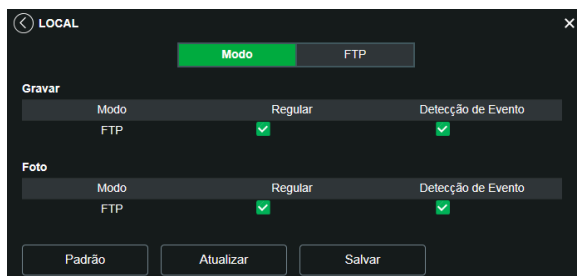 LOCAL
Modo FTP
Gravar
Modo Regular Detecção de Evento
FTP
Foto
Modo Regular Detecção de Evento
FTP
Padrão Atualizar Salvar